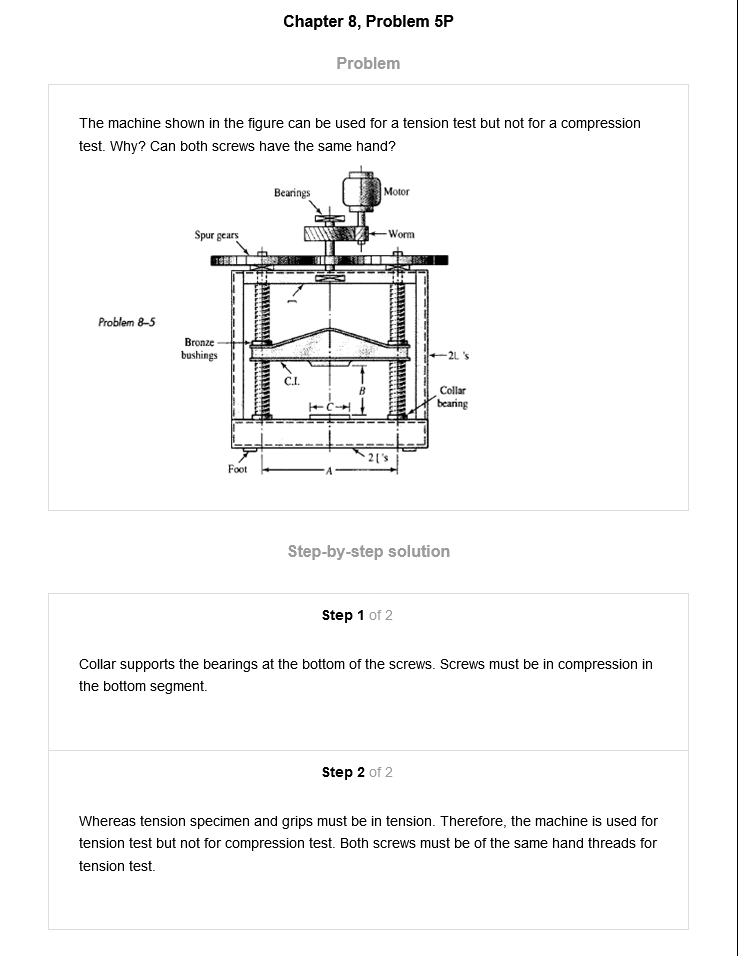 Chapter 8, Problem 5P
Problem
The machine shown in the figure can be used for a tension test but not for a compression
test. Why? Can both screws have the same hand?
Bearings
Motor
Spur gears
Worm
Problem 8–5
Bronze
bushings
2L 's
C.I.
B
Collar
bearing
C
2[ 's
Foot
A
Step-by-step solution
Step 1 of 2
Collar supports the bearings at the bottom of the screws. Screws must be in compression in
the bottom segment.
Step 2 of 2
Whereas tension specimen and grips must be in tension. Therefore, the machine is used for
tension test but not for compression test. Both screws must be of the same hand threads for
tension test.